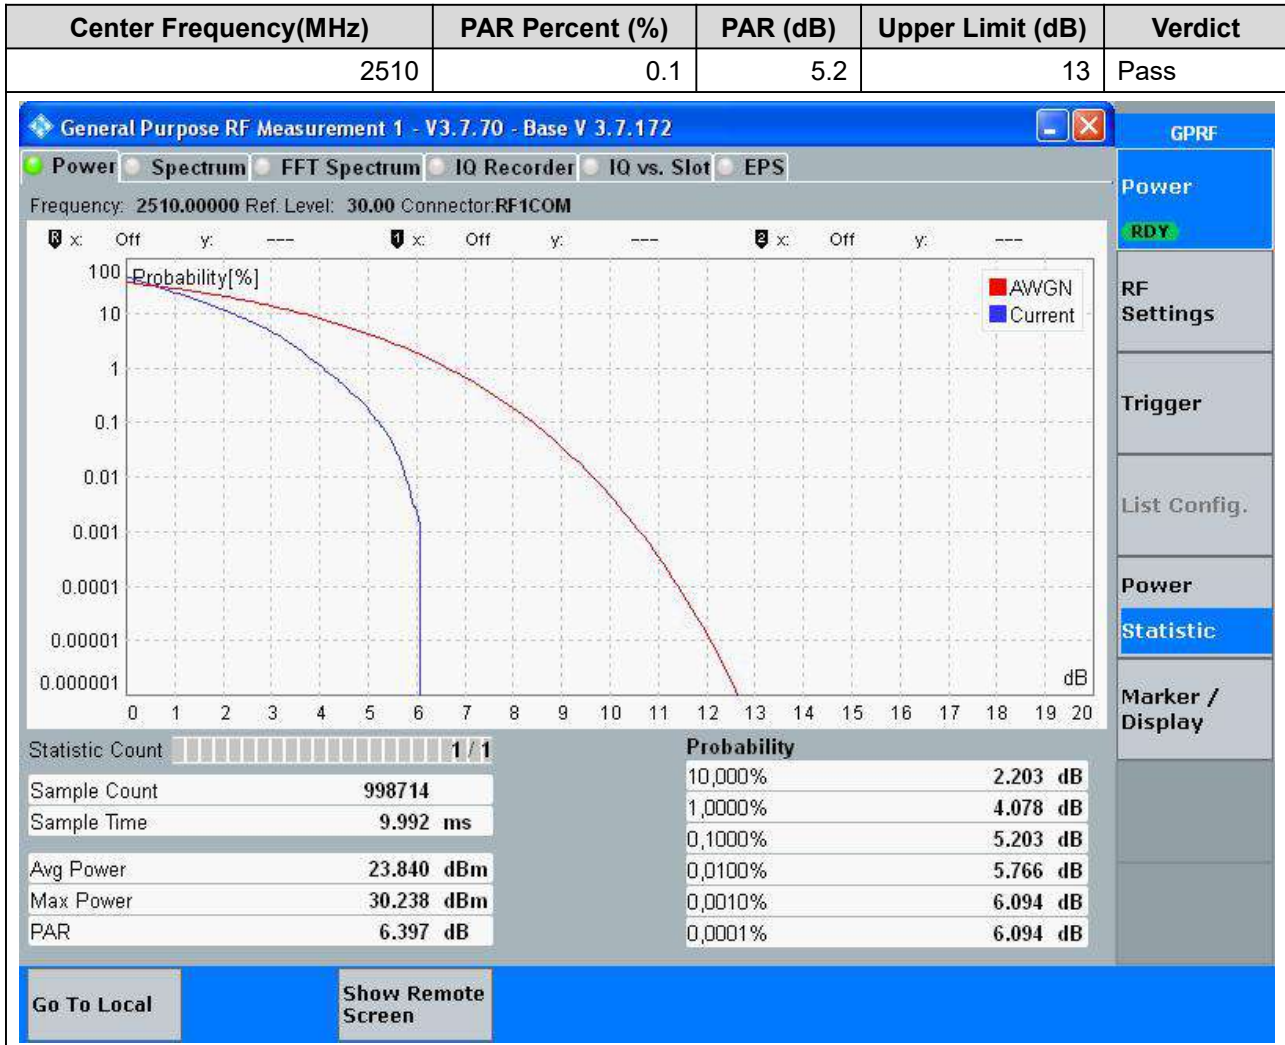 Center Frequency(MHz) PAR Percent (%) PAR (dB) Upper Limit (dB) Verdict
2510 0.1 5.2 13 Pass
General Purpose RF Measurement 1 - V3.7.70 - Base V 3.7.172
GPRF
Power Spectrum FFT Spectrum IQ Recorder IQ vs. Slot EPS
Frequency: 2510.00000 Ref. Level: 30.00 Connector:RF1COM
R x: Off y: --- 1 x: Off y: --- 2 x: Off y: ---
Probability[%]
AWGN
Current
100
10
1
0.1
0.01
0.001
0.0001
0.00001
0.000001
dB
0 1 2 3 4 5 6 7 8 9 10 11 12 13 14 15 16 17 18 19 20
Statistic Count 1 / 1
Sample Count 998714
Sample Time 9.992 ms
Avg Power 23.840 dBm
Max Power 30.238 dBm
PAR 6.397 dB
Probability
10,000% 2.203 dB
1,0000% 4.078 dB
0,1000% 5.203 dB
0,0100% 5.766 dB
0,0010% 6.094 dB
0,0001% 6.094 dB
Power
RDY
RF
Settings
Trigger
List Config.
Power
Statistic
Marker /
Display
Go To Local
Show Remote
Screen